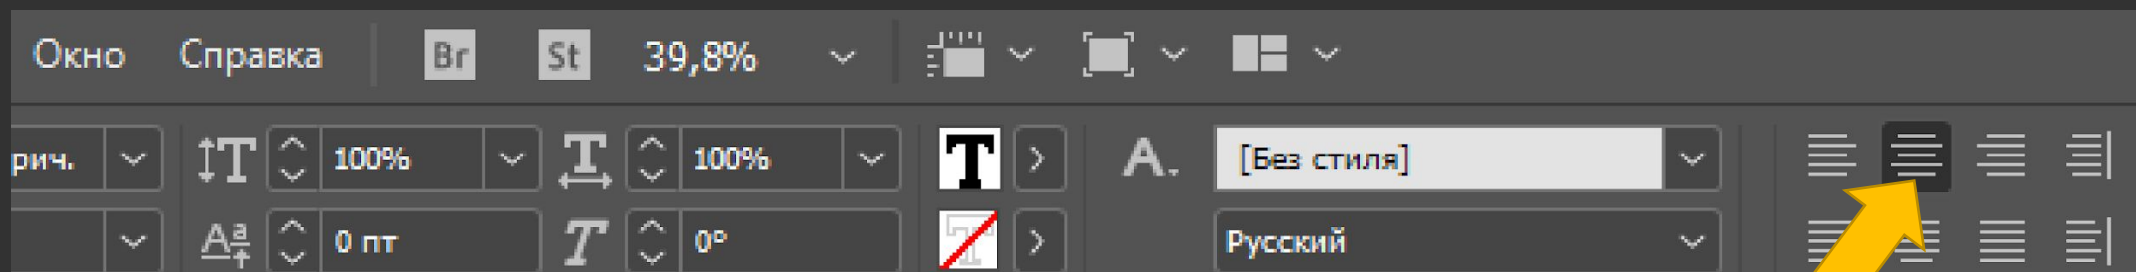 Окно Справка Br St 39,8%
рич. 100% 100% [Без стиля]
0 пт 0° Русский